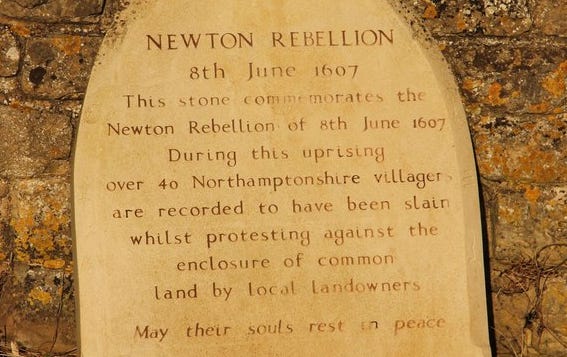 NEWTON REBELLION
8th June 1607
This stone commemorates the
Newton Rebellion of 8th June 1607
During this uprising
over 40 Northamptonshire villagers
are recorded to have been slain
whilst protesting against the
enclosure of common
land by local landowners
May their souls rest in peace